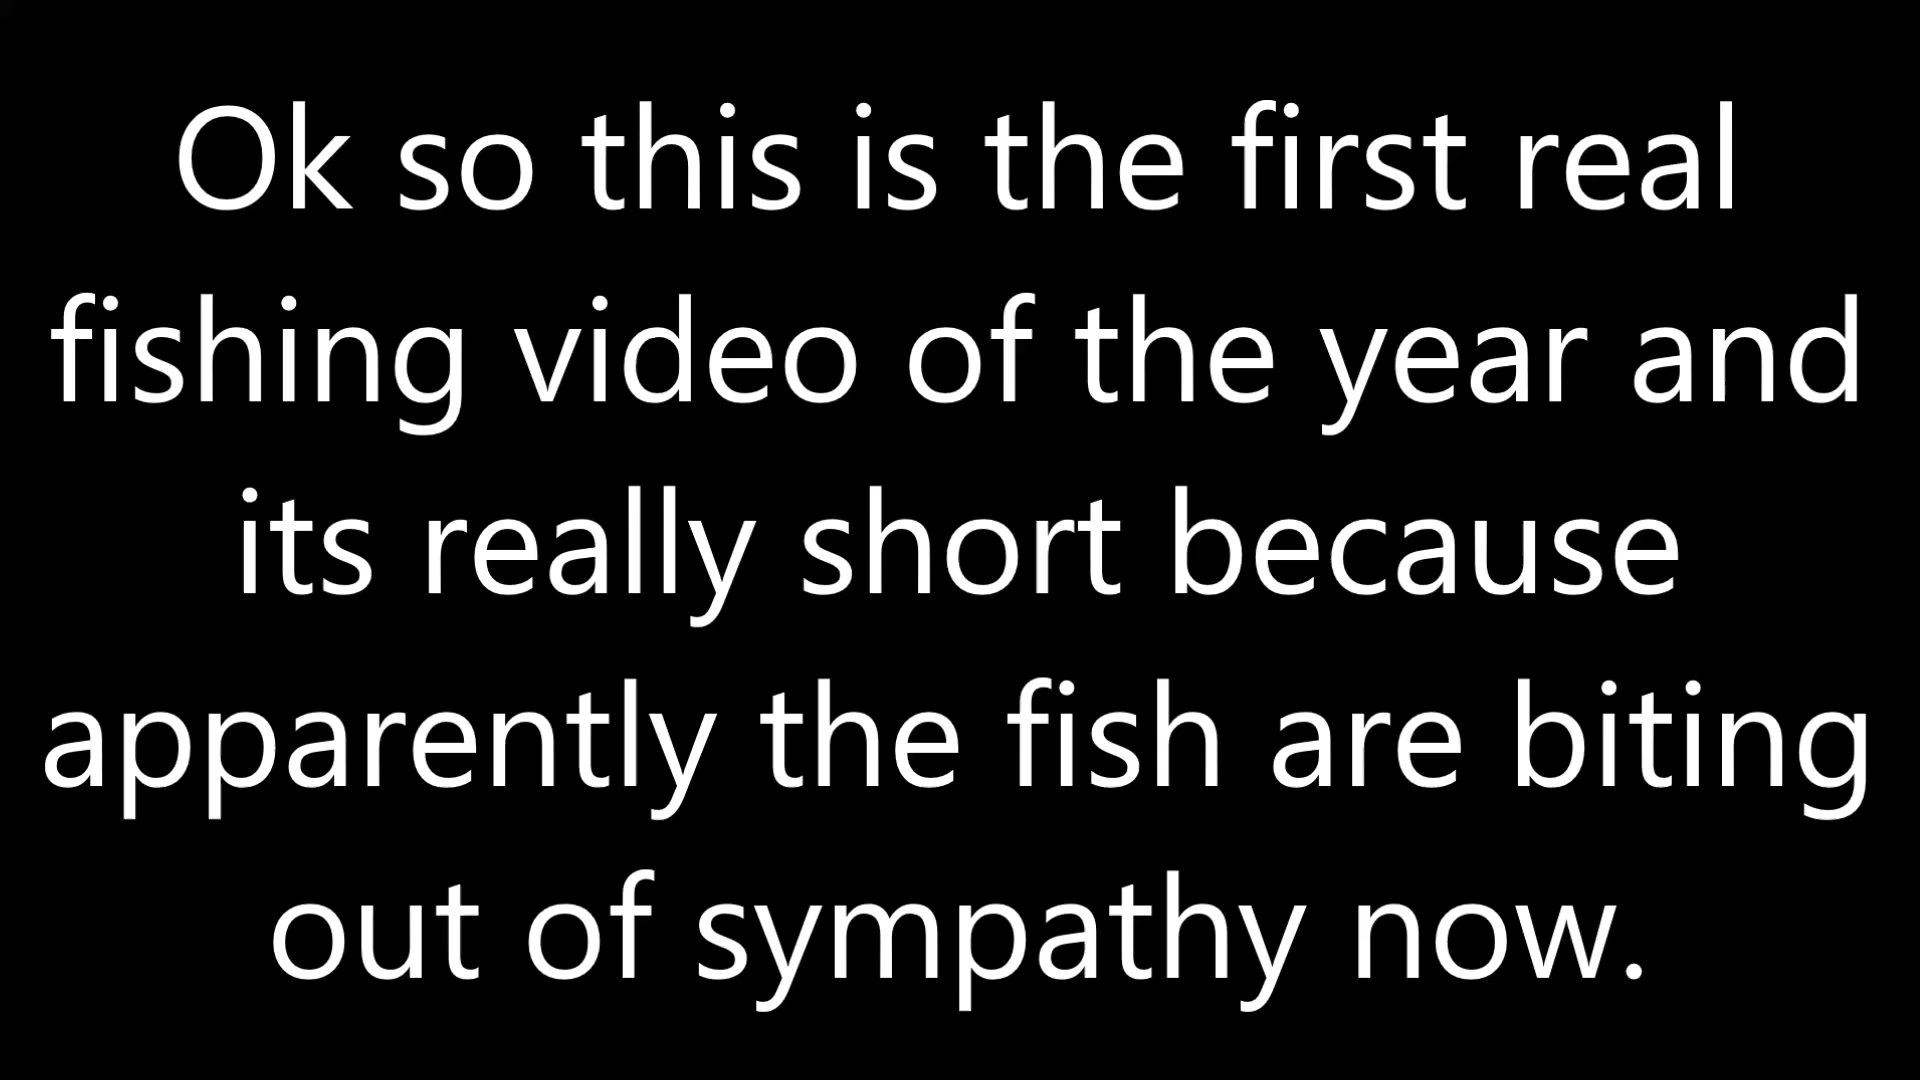 Ok so this is the first real
fishing video of the year and
its really short because
apparently the fish are biting
out of sympathy now.